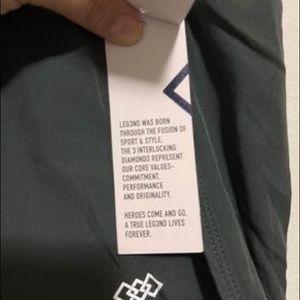 LEG3ND WAS BORN
THROUGH THE FUSION OF
SPORT & STYLE.
THE 3 INTERLOCKING
DIAMONDS REPRESENT
OUR CORE VALUES–
COMMITMENT,
PERFORMANCE
AND ORIGINALITY.
HEROES COME AND GO,
A TRUE LEG3ND LIVES
FOREVER.